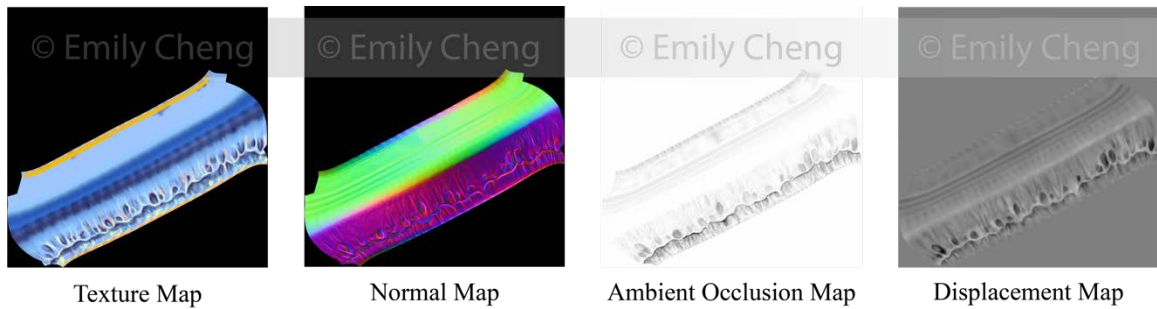 © Emily Cheng © Emily Cheng © Emily Cheng © Emily Cheng
Texture Map Normal Map Ambient Occlusion Map Displacement Map